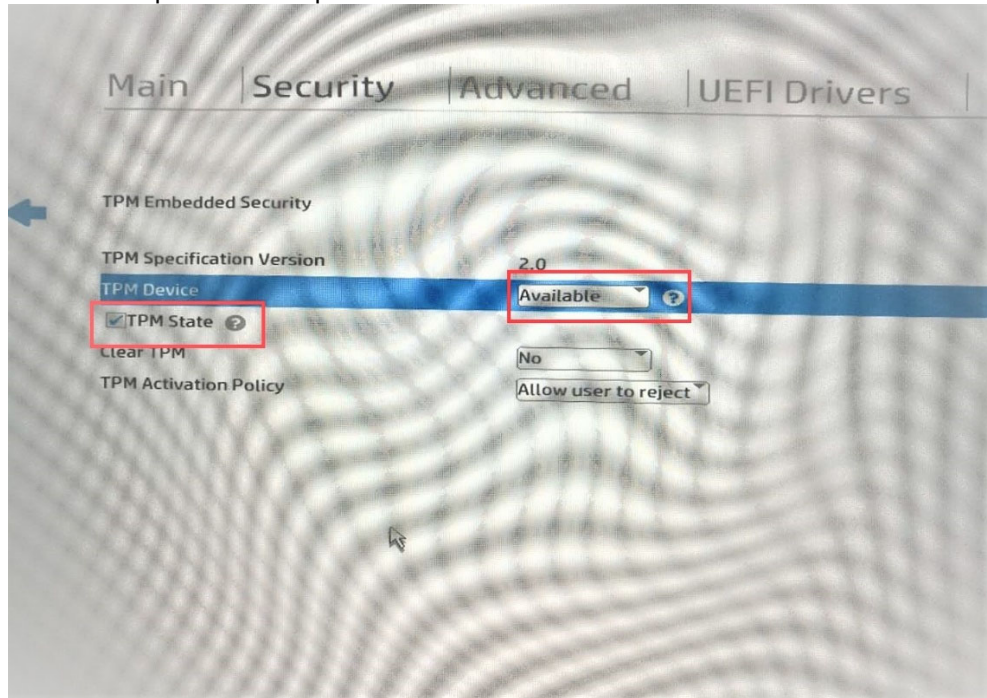 Main Security Advanced UEFI Drivers
TPM Embedded Security
TPM Specification Version 2.0
TPM Device Available
TPM State
Clear TPM No
TPM Activation Policy Allow user to reject